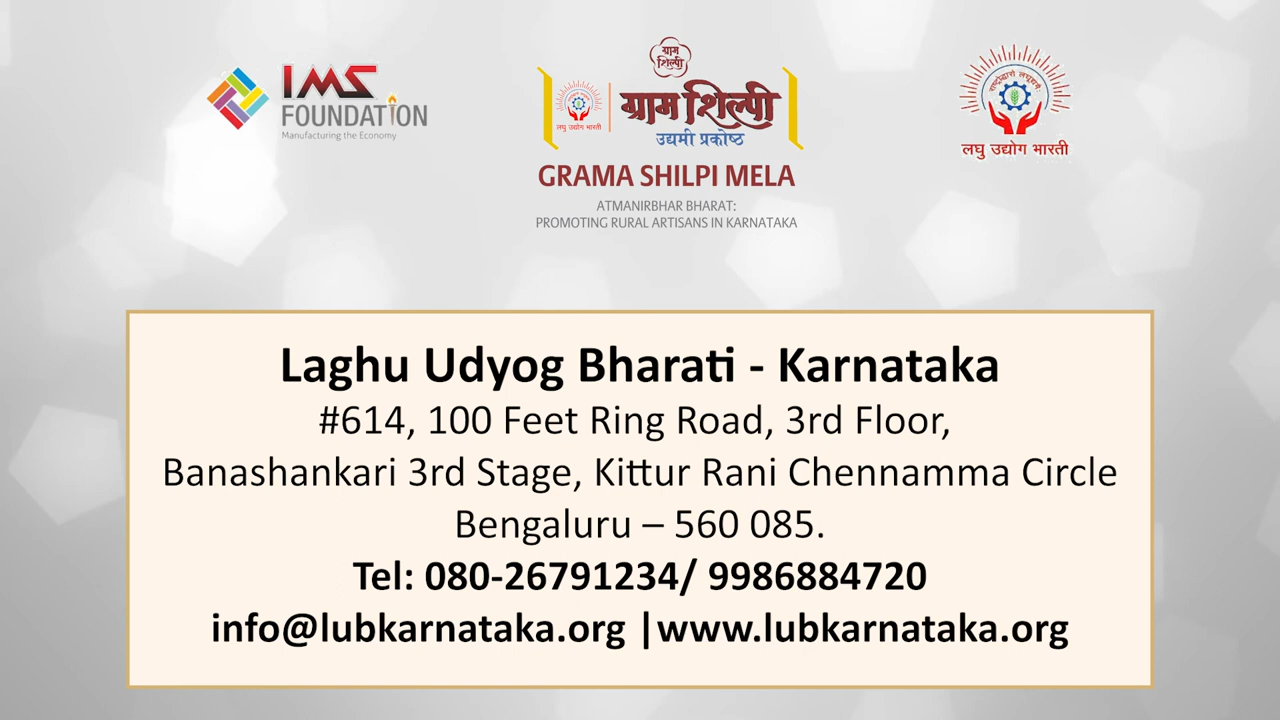 IMS
FOUNDATION
Manufacturing the Economy
ग्राम
शिल्पी
ग्राम शिल्पी
लघु उद्योग भारती
उद्यमी प्रकोष्ठ
GRAMA SHILPI MELA
ATMANIRBHAR BHARAT:
PROMOTING RURAL ARTISANS IN KARNATAKA
लघु उद्योग भारती
Laghu Udyog Bharati - Karnataka
#614, 100 Feet Ring Road, 3rd Floor,
Banashankari 3rd Stage, Kittur Rani Chennamma Circle
Bengaluru – 560 085.
Tel: 080-26791234/ 9986884720
info@lubkarnataka.org |www.lubkarnataka.org